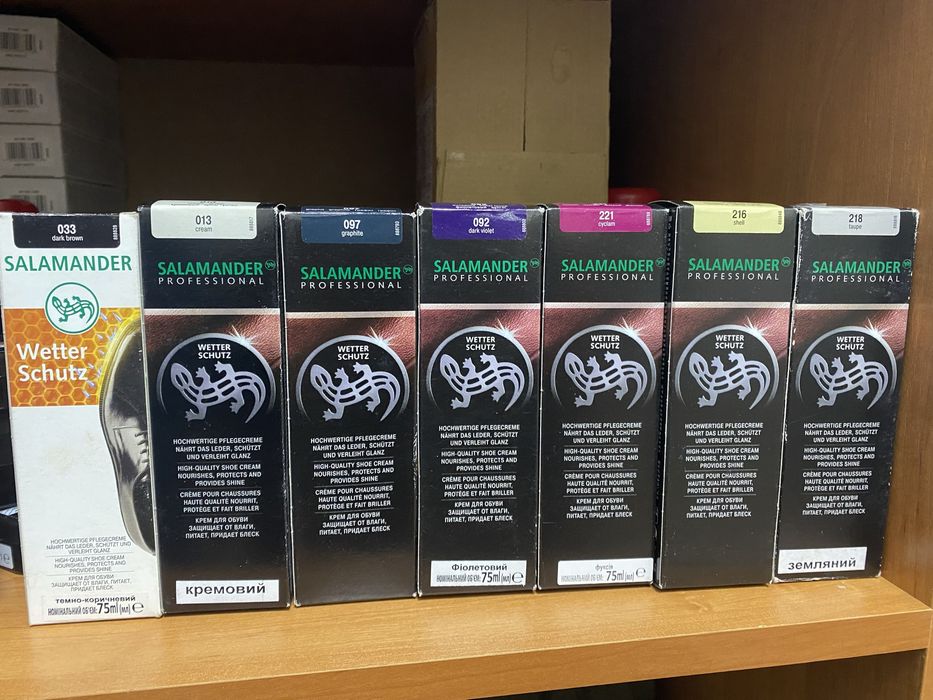 033
dark brown
SALAMANDER
Wetter
Schutz
HOCHWERTIGE PFLEGECREME
NÄHRT DAS LEDER, SCHÜTZT UND
VERLEIHT GLANZ
HIGH-QUALITY SHOE CREAM
NOURISHES, PROTECTS AND
PROVIDES SHINE
КРЕМ ДЛЯ ОБУВИ
ЗАЩИЩАЕТ ОТ ВЛАГИ, ПИТАЕТ,
ПРИДАЕТ БЛЕСК
темно-коричневий
НОМІНАЛЬНИЙ ОБ'ЄМ: 75ml (мл) e
013
cream
SALAMANDER
PROFESSIONAL
WETTER
SCHUTZ
HOCHWERTIGE PFLEGECREME
NÄHRT DAS LEDER, SCHÜTZT
UND VERLEIHT GLANZ
HIGH-QUALITY SHOE CREAM
NOURISHES, PROTECTS AND
PROVIDES SHINE
CRÈME POUR CHAUSSURES
HAUTE QUALITÉ NOURRIT,
PROTÈGE ET FAIT BRILLER
КРЕМ ДЛЯ ОБУВИ
ЗАЩИЩАЕТ ОТ ВЛАГИ,
ПИТАЕТ, ПРИДАЕТ БЛЕСК
кремовий
097
graphite
SALAMANDER
PROFESSIONAL
WETTER
SCHUTZ
HOCHWERTIGE PFLEGECREME
NÄHRT DAS LEDER, SCHÜTZT
UND VERLEIHT GLANZ
HIGH-QUALITY SHOE CREAM
NOURISHES, PROTECTS AND
PROVIDES SHINE
CRÈME POUR CHAUSSURES
HAUTE QUALITÉ NOURRIT,
PROTÈGE ET FAIT BRILLER
КРЕМ ДЛЯ ОБУВИ
ЗАЩИЩАЕТ ОТ ВЛАГИ,
ПИТАЕТ, ПРИДАЕТ БЛЕСК
092
dark violet
SALAMANDER
PROFESSIONAL
WETTER
SCHUTZ
HOCHWERTIGE PFLEGECREME
NÄHRT DAS LEDER, SCHÜTZT
UND VERLEIHT GLANZ
HIGH-QUALITY SHOE CREAM
NOURISHES, PROTECTS AND
PROVIDES SHINE
CRÈME POUR CHAUSSURES
HAUTE QUALITÉ NOURRIT,
PROTÈGE ET FAIT BRILLER
КРЕМ ДЛЯ ОБУВИ
ЗАЩИЩАЕТ ОТ ВЛАГИ,
ПИТАЕТ, ПРИДАЕТ БЛЕСК
Фіолетовий
НОМІНАЛЬНИЙ ОБ'ЄМ: 75ml (мл) e
221
cyclam
SALAMANDER
PROFESSIONAL
WETTER
SCHUTZ
HOCHWERTIGE PFLEGECREME
NÄHRT DAS LEDER, SCHÜTZT
UND VERLEIHT GLANZ
HIGH-QUALITY SHOE CREAM
NOURISHES, PROTECTS AND
PROVIDES SHINE
CRÈME POUR CHAUSSURES
HAUTE QUALITÉ NOURRIT,
PROTÈGE ET FAIT BRILLER
КРЕМ ДЛЯ ОБУВИ
ЗАЩИЩАЕТ ОТ ВЛАГИ,
ПИТАЕТ, ПРИДАЕТ БЛЕСК
фуксія
НОМІНАЛЬНИЙ ОБ'ЄМ: 75ml (мл) e
216
shell
SALAMANDER
PROFESSIONAL
WETTER
SCHUTZ
HOCHWERTIGE PFLEGECREME
NÄHRT DAS LEDER, SCHÜTZT
UND VERLEIHT GLANZ
HIGH-QUALITY SHOE CREAM
NOURISHES, PROTECTS AND
PROVIDES SHINE
CRÈME POUR CHAUSSURES
HAUTE QUALITÉ NOURRIT,
PROTÈGE ET FAIT BRILLER
КРЕМ ДЛЯ ОБУВИ
ЗАЩИЩАЕТ ОТ ВЛАГИ,
ПИТАЕТ, ПРИДАЕТ БЛЕСК
218
taupe
SALAMANDER
PROFESSIONAL
WETTER
SCHUTZ
HOCHWERTIGE PFLEGECREME
NÄHRT DAS LEDER, SCHÜTZT
UND VERLEIHT GLANZ
HIGH-QUALITY SHOE CREAM
NOURISHES, PROTECTS AND
PROVIDES SHINE
CRÈME POUR CHAUSSURES
HAUTE QUALITÉ NOURRIT,
PROTÈGE ET FAIT BRILLER
КРЕМ ДЛЯ ОБУВИ
ЗАЩИЩАЕТ ОТ ВЛАГИ,
ПИТАЕТ, ПРИДАЕТ БЛЕСК
земляний